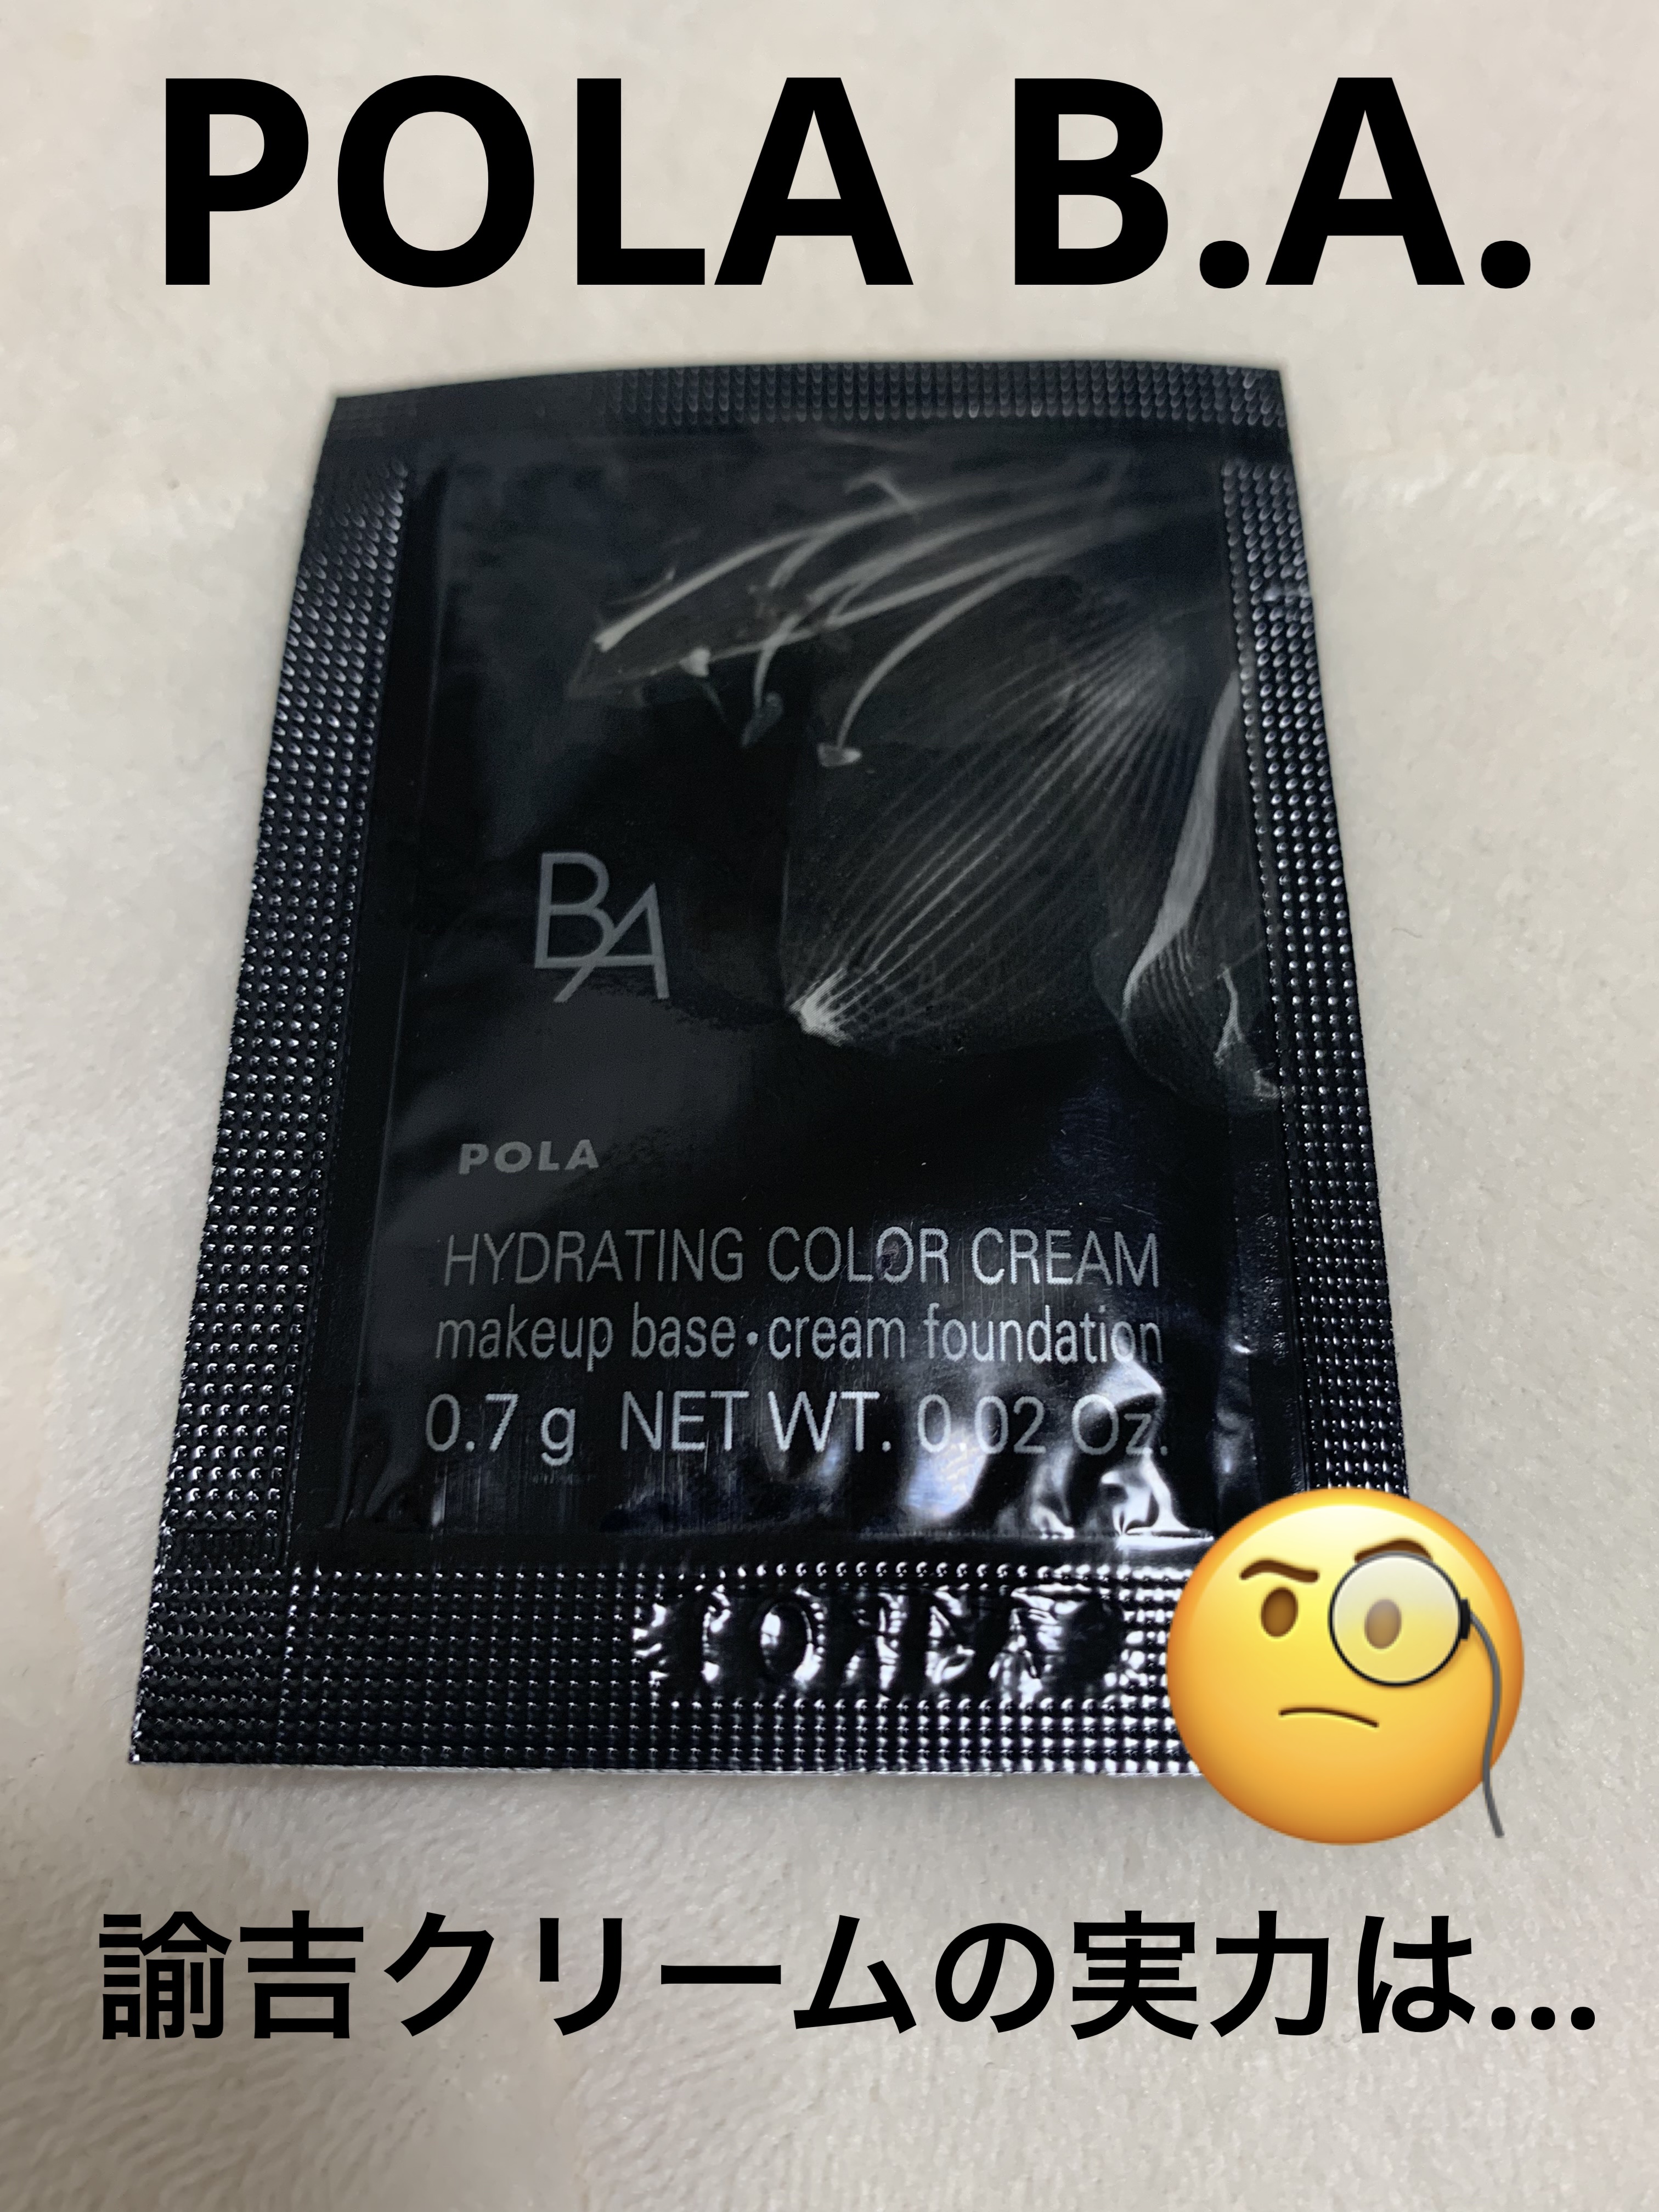 POLA B.A.
BA
POLA
HYDRATING COLOR CREAM
makeup base・cream foundation
0.7 g NET WT. 0.02 Oz.
諭吉クリームの実力は...